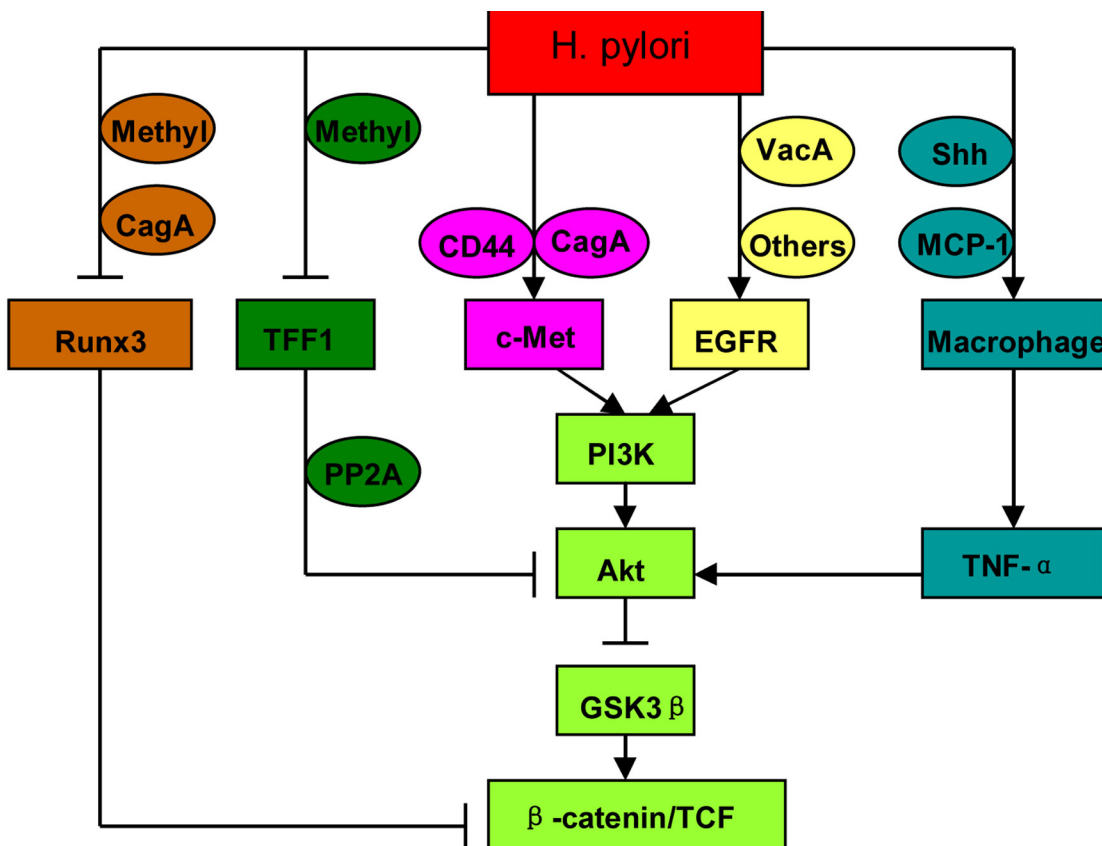 H. pylori
Methyl
Methyl
VacA
Shh
CagA
CD44
CagA
Others
MCP-1
Runx3
TFF1
c-Met
EGFR
Macrophage
PI3K
PP2A
Akt
TNF- α
GSK3 β
β -catenin/TCF